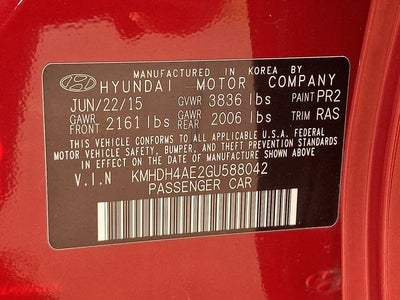 MANUFACTURED IN KOREA BY
HYUNDAI MOTOR COMPANY
JUN/22/15 GVWR 3836 lbs PAINT PR2
GAWR FRONT 2161 lbs GAWR REAR 2006 lbs TRIM RAS
THIS VEHICLE CONFORMS TO ALL APPLICABLE U.S.A. FEDERAL
MOTOR VEHICLE SAFETY, BUMPER, AND THEFT PREVENTION STANDARDS
IN EFFECT ON THE DATE OF MANUFACTURE SHOWN ABOVE.
V.I.N KMHDH4AE2GU588042
PASSENGER CAR